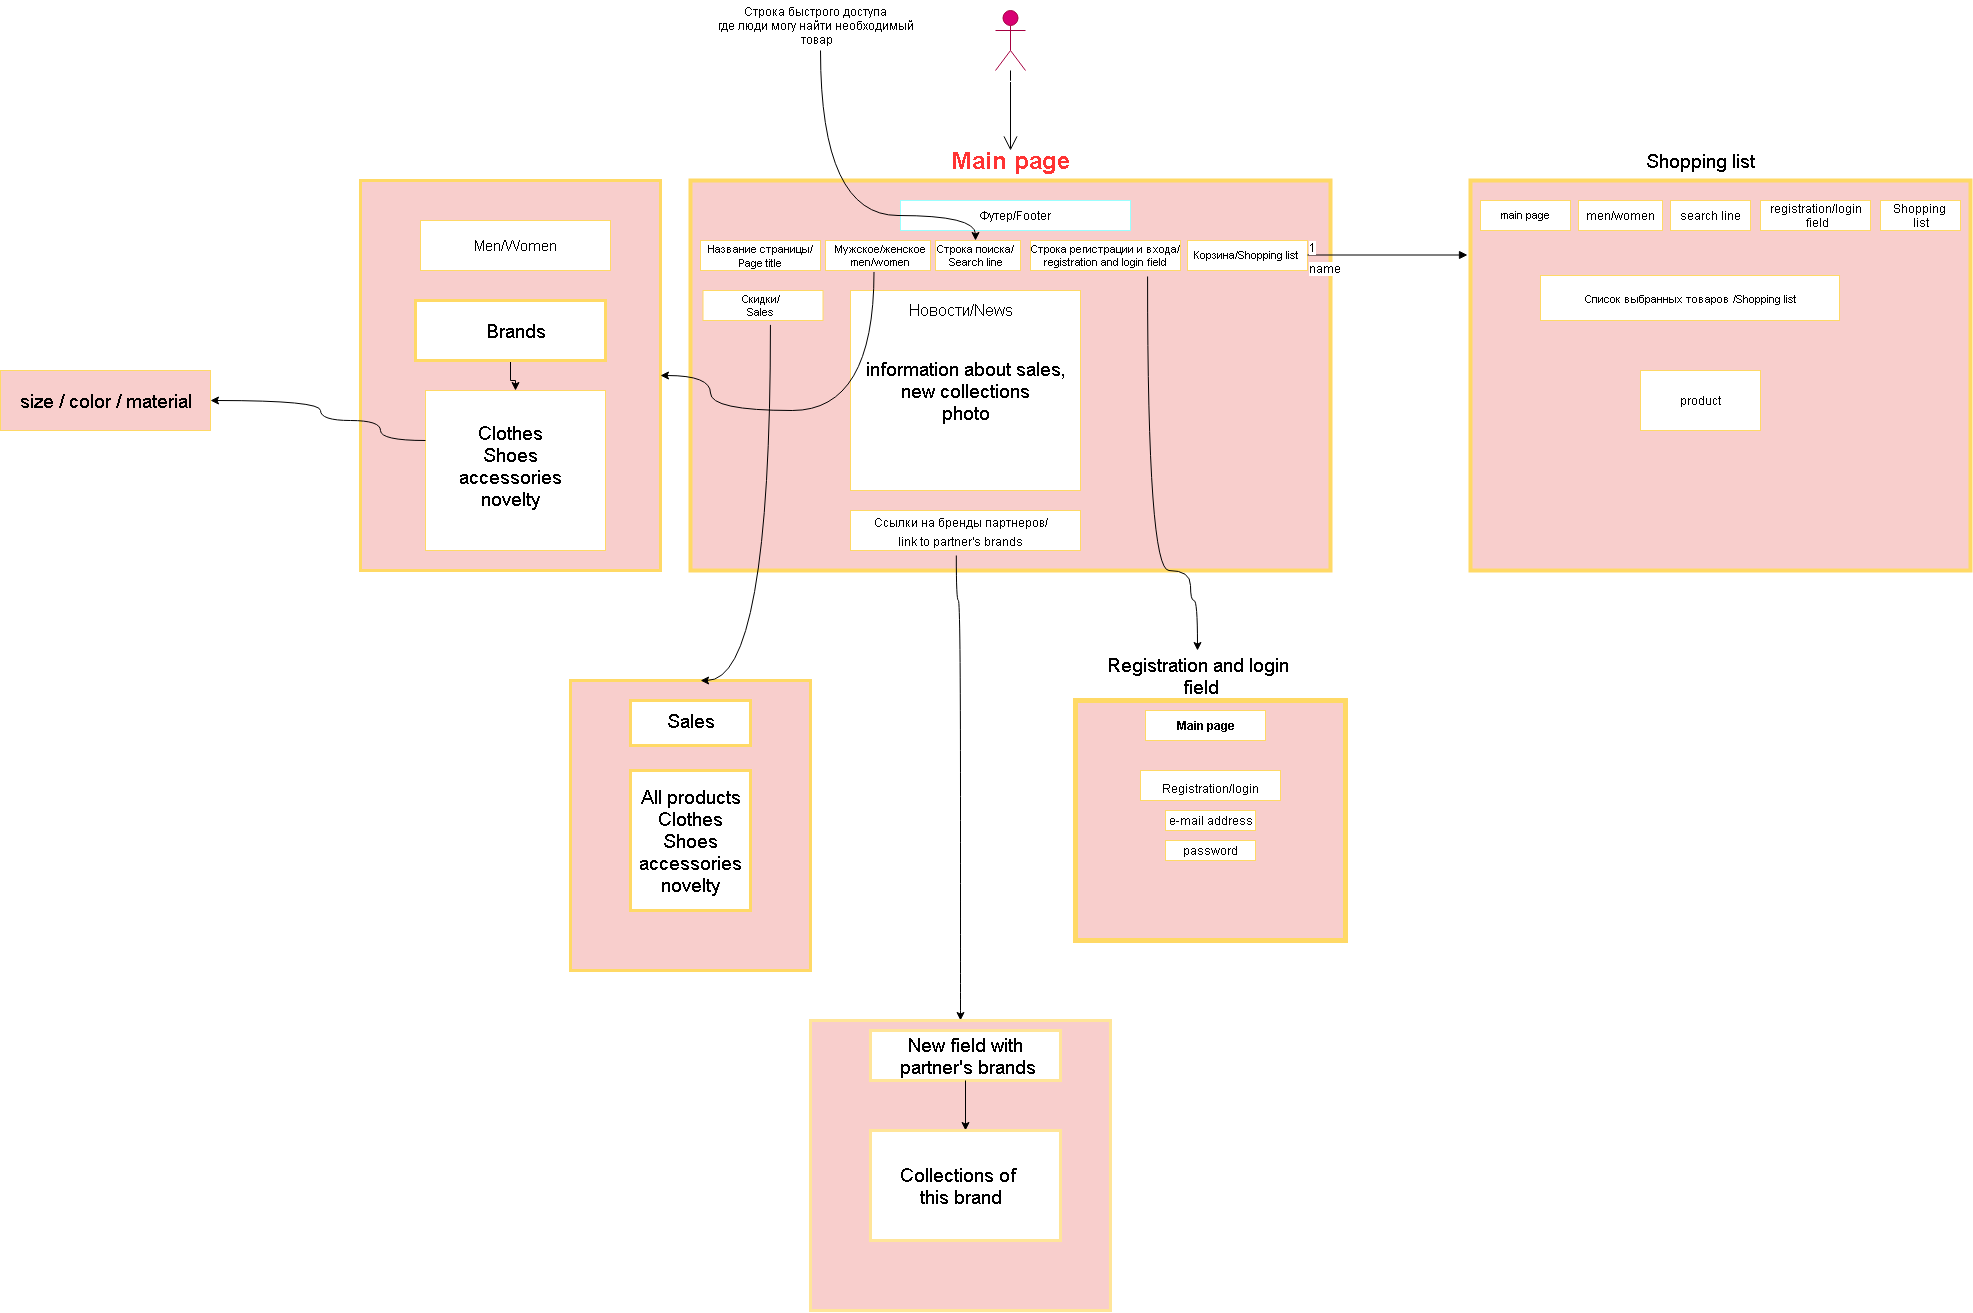 Строка быстрого доступа
где люди могу найти необходимый
товар
Main page
Shopping list
Men/Women
Brands
Clothes
Shoes
accessories
novelty
size / color / material
Футер/Footer
Название страницы/
Page title
Мужское/женское
men/women
Строка поиска/
Search line
Строка регистрации и входа/
registration and login field
Корзина/Shopping list
1
name
Скидки/
Sales
Новости/News
information about sales,
new collections
photo
Ссылки на бренды партнеров/
link to partner's brands
main page
men/women
search line
registration/login
field
Shopping
list
Список выбранных товаров /Shopping list
product
Sales
All products
Clothes
Shoes
accessories
novelty
Registration and login
field
Main page
Registration/login
e-mail address
password
New field with
partner's brands
Collections of
this brand